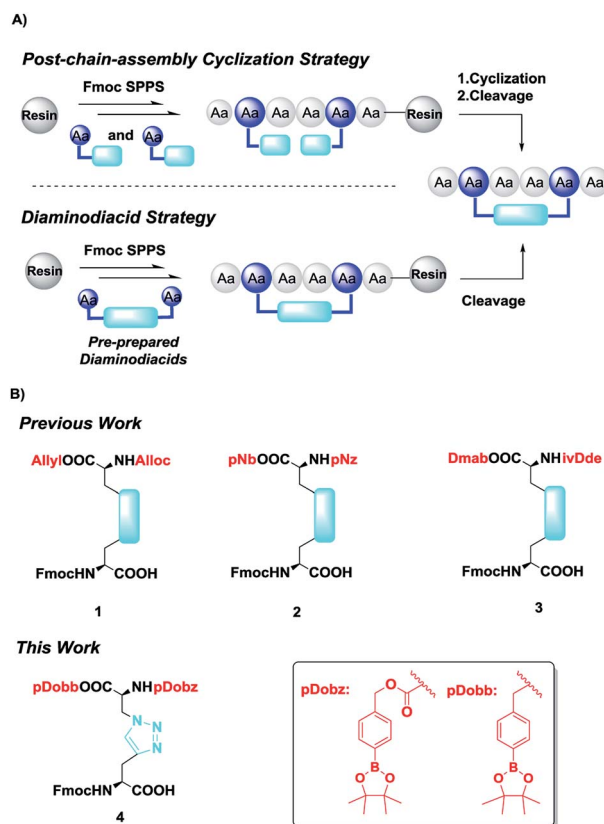 A)
Post-chain-assembly Cyclization Strategy
Fmoc SPPS
1.Cyclization
2.Cleavage
Resin
Aa and Aa
Aa Aa Aa Aa Aa Aa Resin
Aa Aa Aa Aa Aa Aa
Diaminodiacid Strategy
Fmoc SPPS
Resin
Aa Aa
Aa Aa Aa Aa Aa Aa Resin
Cleavage
Pre-prepared
Diaminodiacids
B)
Previous Work
AllylOOC NHAlloc
FmocHN COOH
1
pNbOOC NHpNz
FmocHN COOH
2
DmabOOC NHivDde
FmocHN COOH
3
This Work
pDobbOOC NHpDobz
N
N
N
FmocHN COOH
4
pDobz:
O
O
B
O O
pDobb:
B
O O